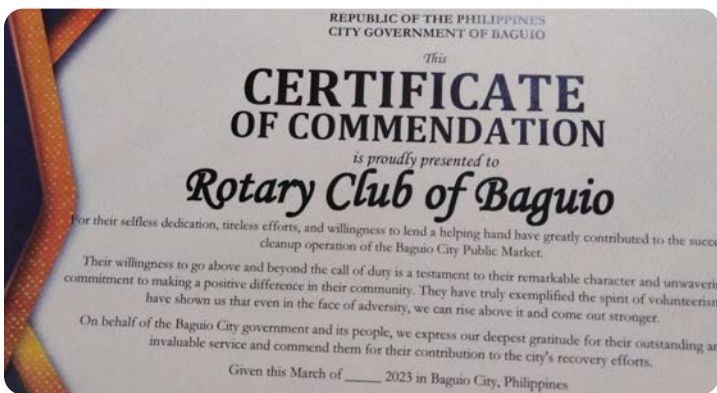 REPUBLIC OF THE PHILIPPINES
CITY GOVERNMENT OF BAGUIO
This
CERTIFICATE
OF COMMENDATION
is proudly presented to
Rotary Club of Baguio
For their selfless dedication, tireless efforts, and willingness to lend a helping hand have greatly contributed to the
cleanup operation of the Baguio City Public Market.
Their willingness to go above and beyond the call of duty is a testament to their remarkable character and
commitment to making a positive difference in their community. They have truly exemplified the spirit of
have shown us that even in the face of adversity, we can rise above it and come out stronger.
On behalf of the Baguio City government and its people, we express our deepest gratitude for their outstanding
invaluable service and commend them for their contribution to the city's recovery efforts.
Given this March of _____ 2023 in Baguio City, Philippines